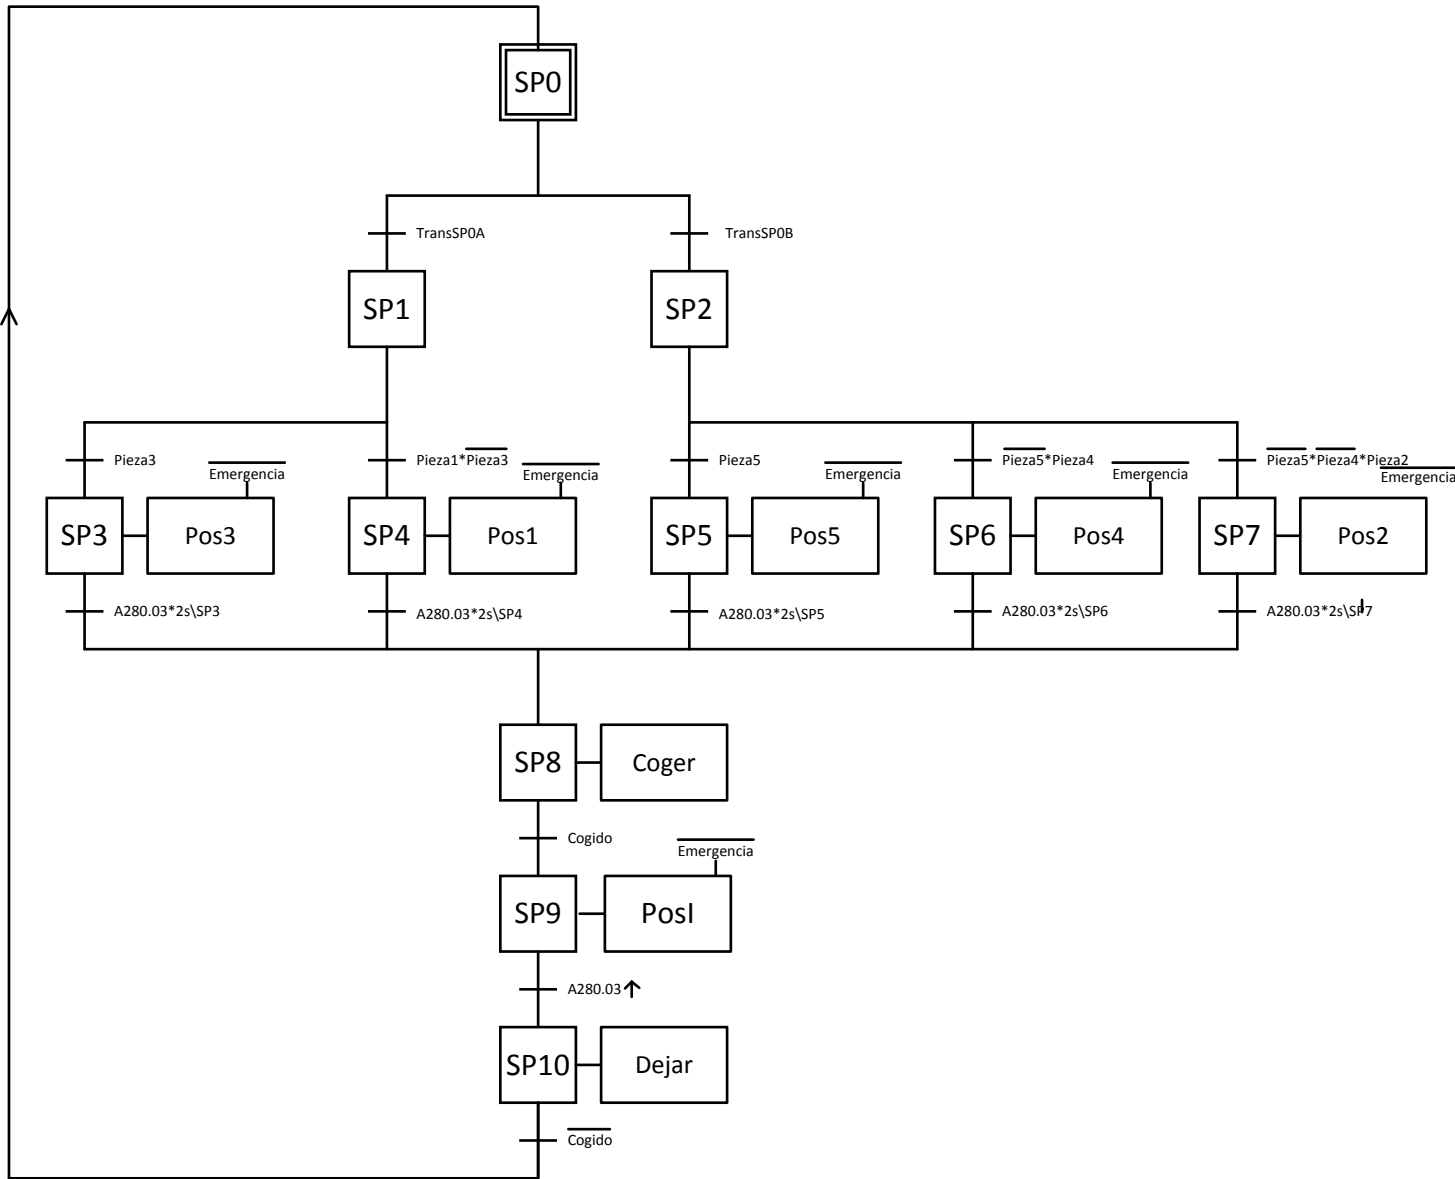 SP0
TransSP0A
TransSP0B
SP1
SP2
Pieza3
Pieza1*Pieza3
Pieza5
Pieza5*Pieza4
Pieza5*Pieza4*Pieza2
Emergencia
Emergencia
Emergencia
Emergencia
Emergencia
SP3
Pos3
SP4
Pos1
SP5
Pos5
SP6
Pos4
SP7
Pos2
A280.03*2s\SP3
A280.03*2s\SP4
A280.03*2s\SP5
A280.03*2s\SP6
A280.03*2s\SP7
SP8
Coger
Cogido
Emergencia
SP9
PosI
A280.03
SP10
Dejar
Cogido